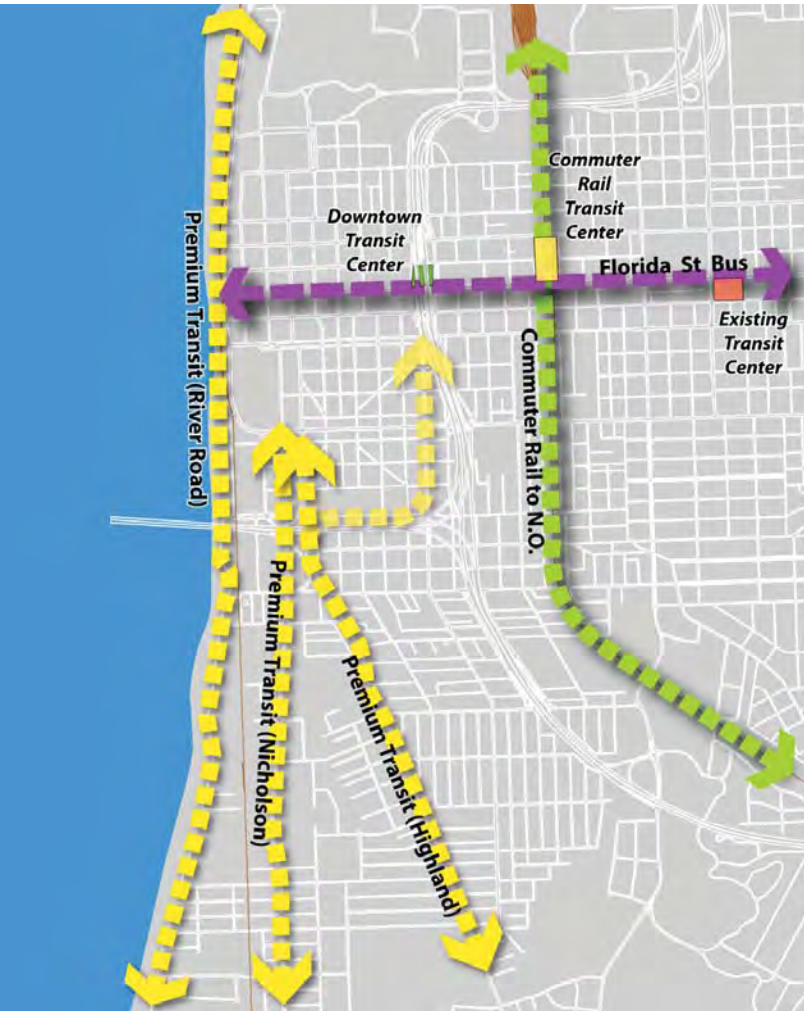 Commuter
Rail
Transit
Center
Downtown
Transit
Center
Florida St Bus
Existing
Transit
Center
Premium Transit (River Road)
Commuter Rail to N.O.
Premium Transit (Nicholson)
Premium Transit (Highland)